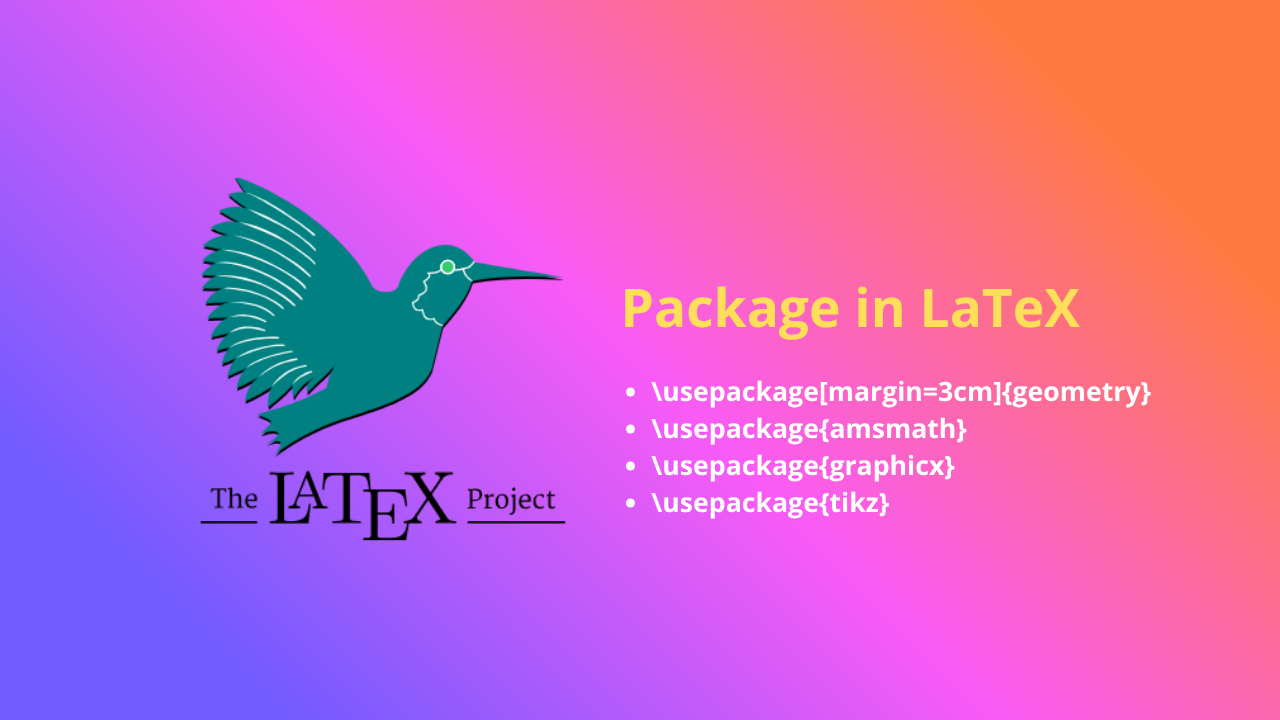 The LATEX Project
Package in LaTeX
• \usepackage[margin=3cm]{geometry}
• \usepackage{amsmath}
• \usepackage{graphicx}
• \usepackage{tikz}